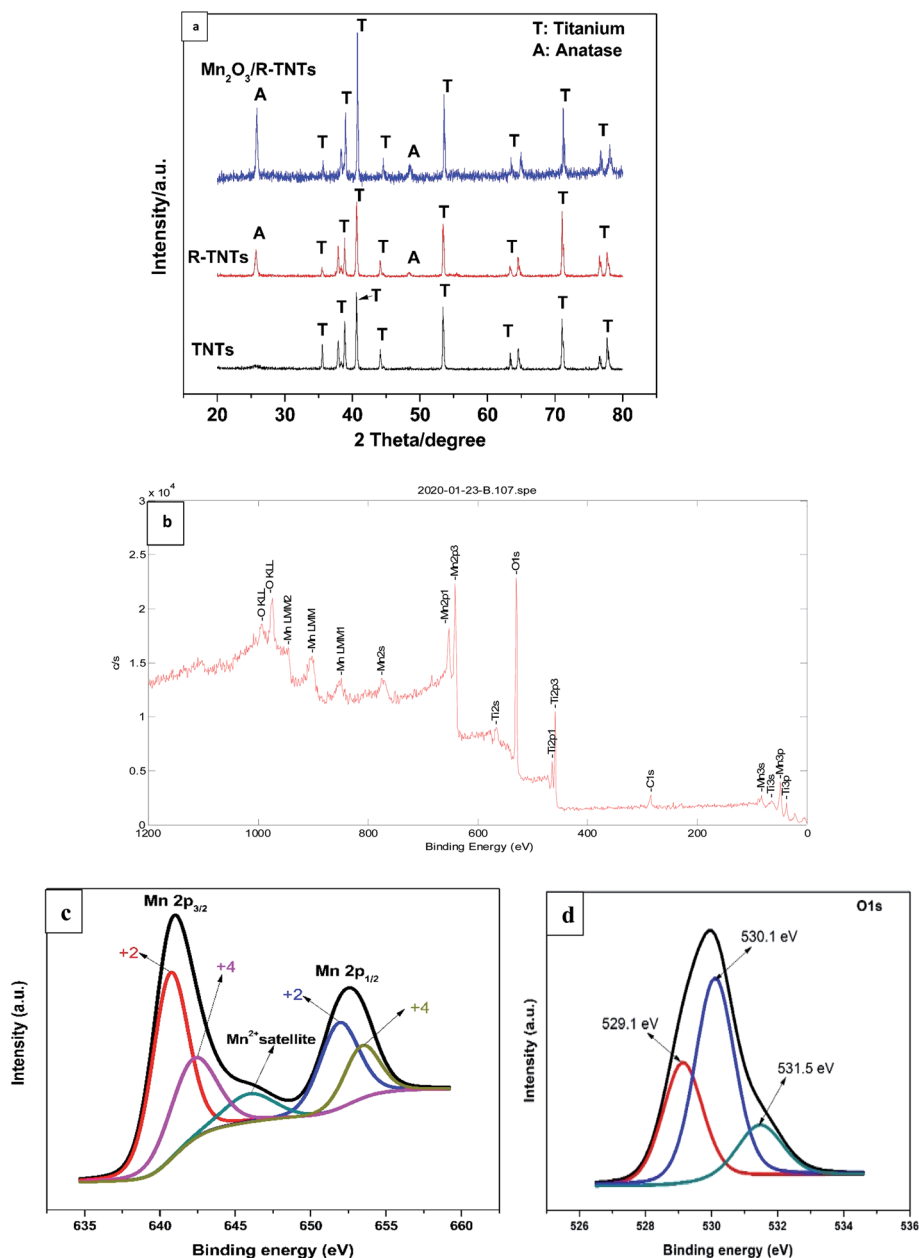 a
T
T: Titanium
A: Anatase
Mn₂O₃/R-TNTs
A
T
T
T
A
T
T
T
T
T
R-TNTs
A
T
T
T
A
T
T
T
T
T
TNTs
T
T
T
T
T
T
T
T
Intensity/a.u.
20 30 40 50 60 70 80
2 Theta/degree
2020-01-23-B.107.spe
x 10⁴
b
3
2.5
2
1.5
1
0.5
0
c/s
-O KLL
-O KLL
-Mn LMM2
-Mn LMM
-Mn LMM1
-Mn2s
-Mn2p1
-Mn2p3
-Ti2s
-O1s
-Ti2p1
-Ti2p3
-C1s
-Mn3s
-Ti3s
-Mn3p
-Ti3p
1200 1000 800 600 400 200 0
Binding Energy (eV)
c
Mn 2p₃/₂
+2
+4
Mn 2p₁/₂
+2
+4
Mn²⁺satellite
Intensity (a.u.)
635 640 645 650 655 660
Binding energy (eV)
d
O1s
530.1 eV
529.1 eV
531.5 eV
Intensity (a.u.)
526 528 530 532 534 536
Binding energy (eV)